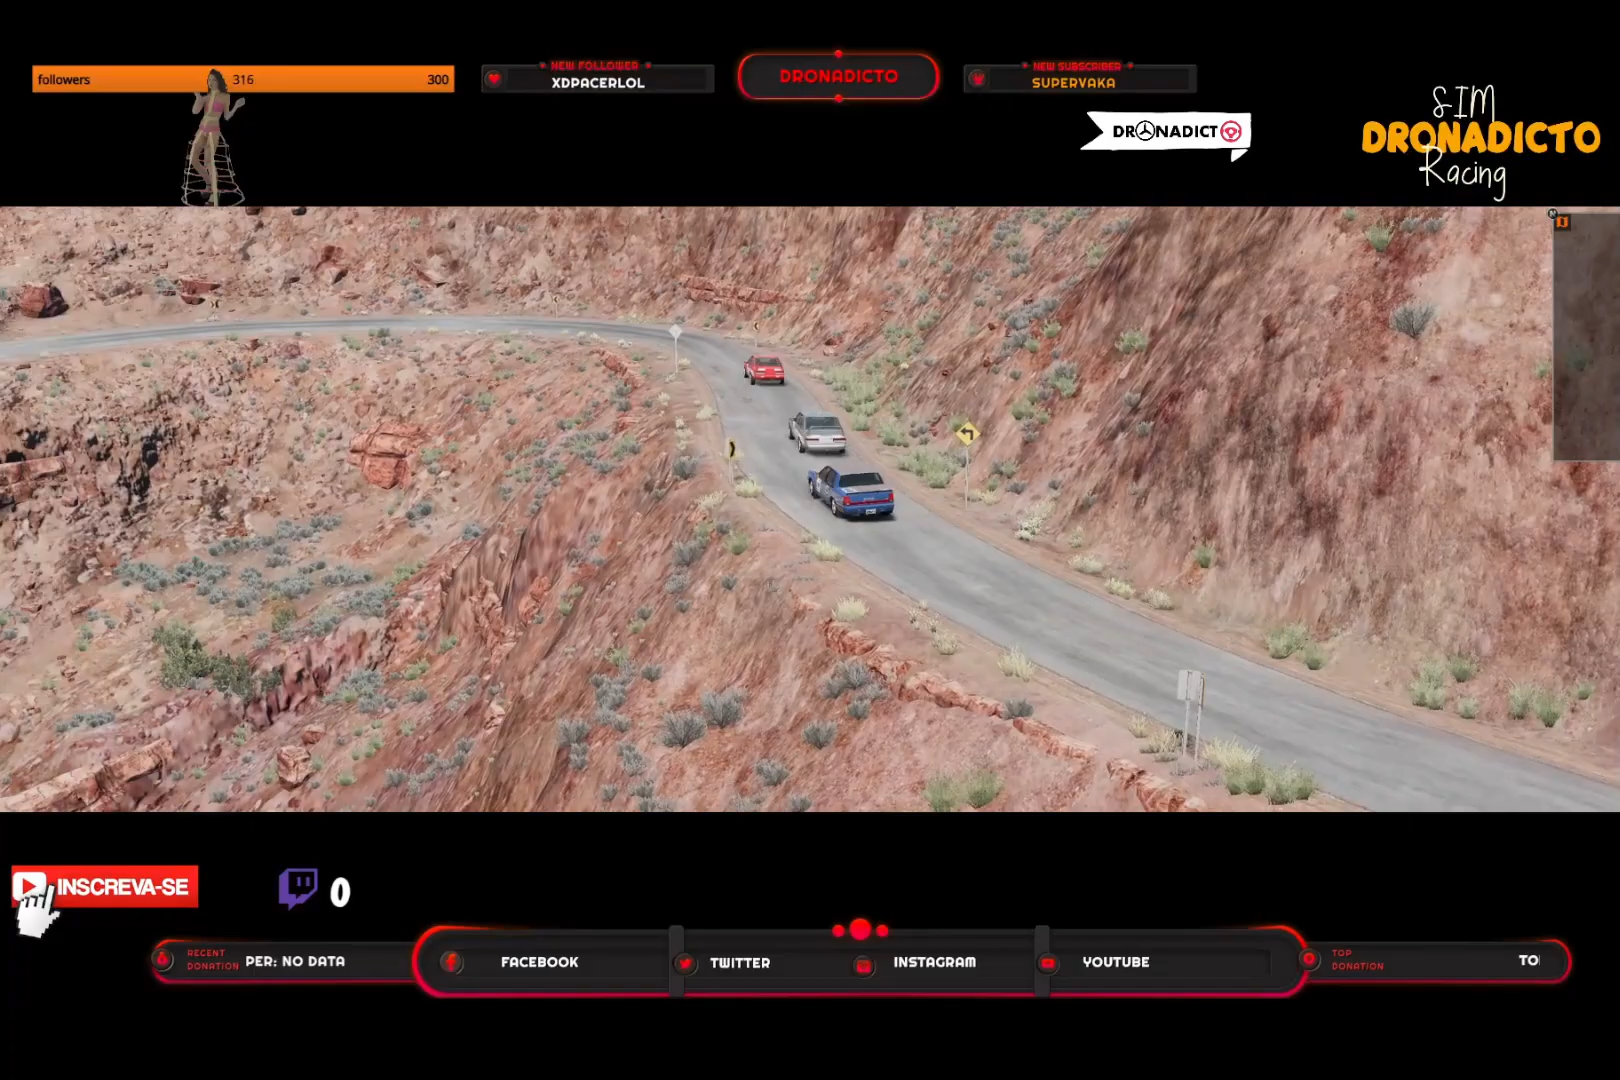 followers 316 300
NEW FOLLOWER
XDPACERLOL
DRONADICTO
NEW SUBSCRIBER
SUPERVAKA
DRONADICT
SIM
DRONADICTO
Racing
INSCREVA-SE
0
RECENT
DONATION
PER: NO DATA
FACEBOOK
TWITTER
INSTAGRAM
YOUTUBE
TOP
DONATION
TO